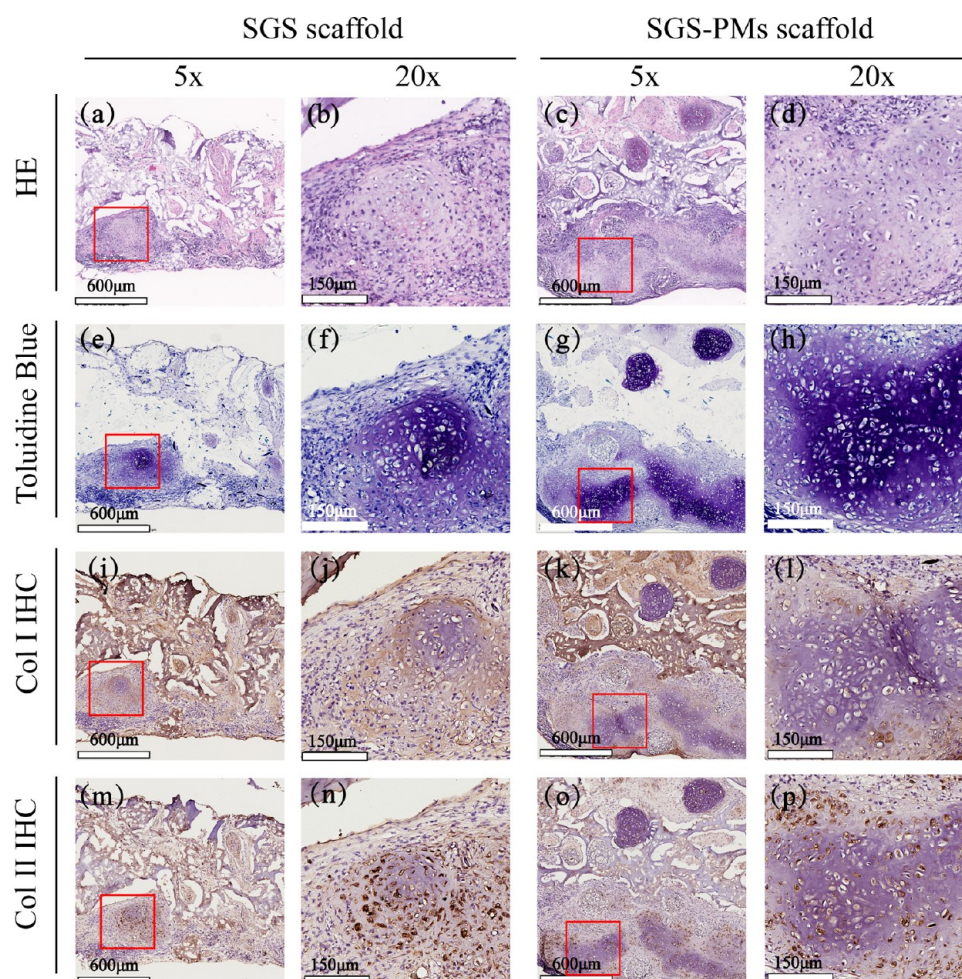 SGS scaffold SGS-PMs scaffold
5x 20x 5x 20x
HE
(a) (b) (c) (d)
600μm 150μm 600μm 150μm
Toluidine Blue
(e) (f) (g) (h)
600μm 150μm 600μm 150μm
Col I IHC
(i) (j) (k) (l)
600μm 150μm 600μm 150μm
Col II IHC
(m) (n) (o) (p)
600μm 150μm 600μm 150μm